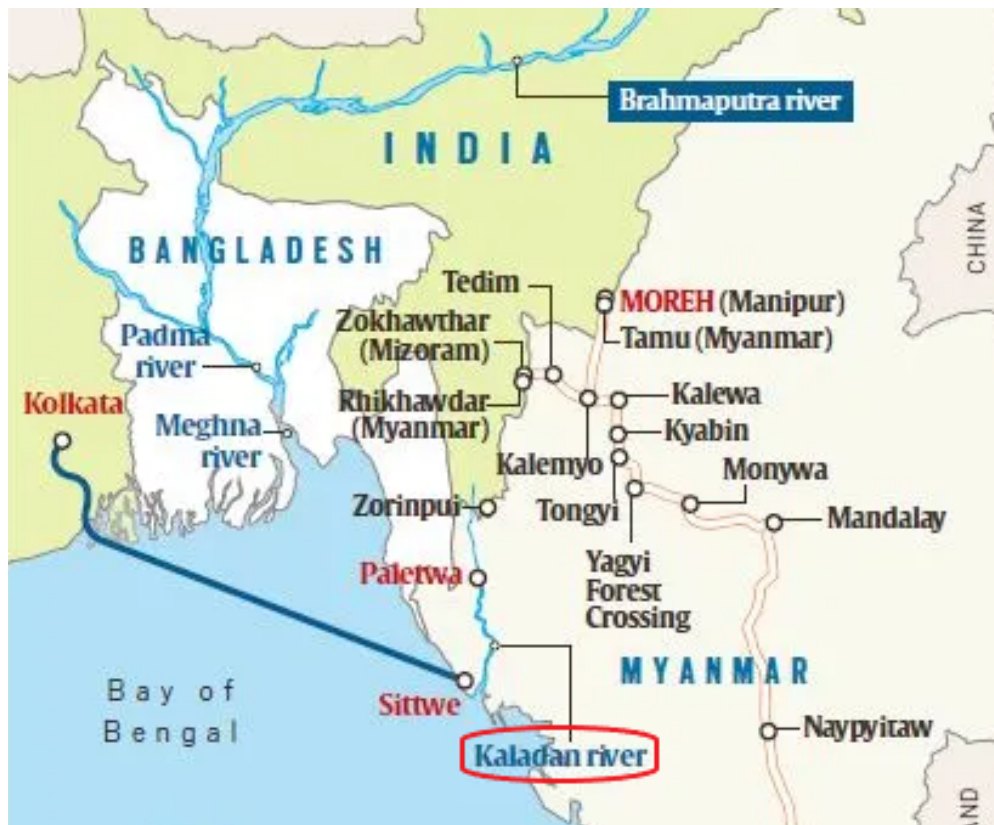 Brahmaputra river
INDIA
CHINA
BANGLADESH
Tedim
MOREH (Manipur)
Zokhawthar
(Mizoram)
Tamu (Myanmar)
Padma
river
Kolkata
Rhikhawdar
(Myanmar)
Kalewa
Meghna
river
Kyabin
Kalemyo
Monywa
Zorinpui
Tongyi
Mandalay
Yagyi
Forest
Crossing
Paletwa
MYANMAR
Bay of
Bengal
Sittwe
Naypyitaw
Kaladan river
AND